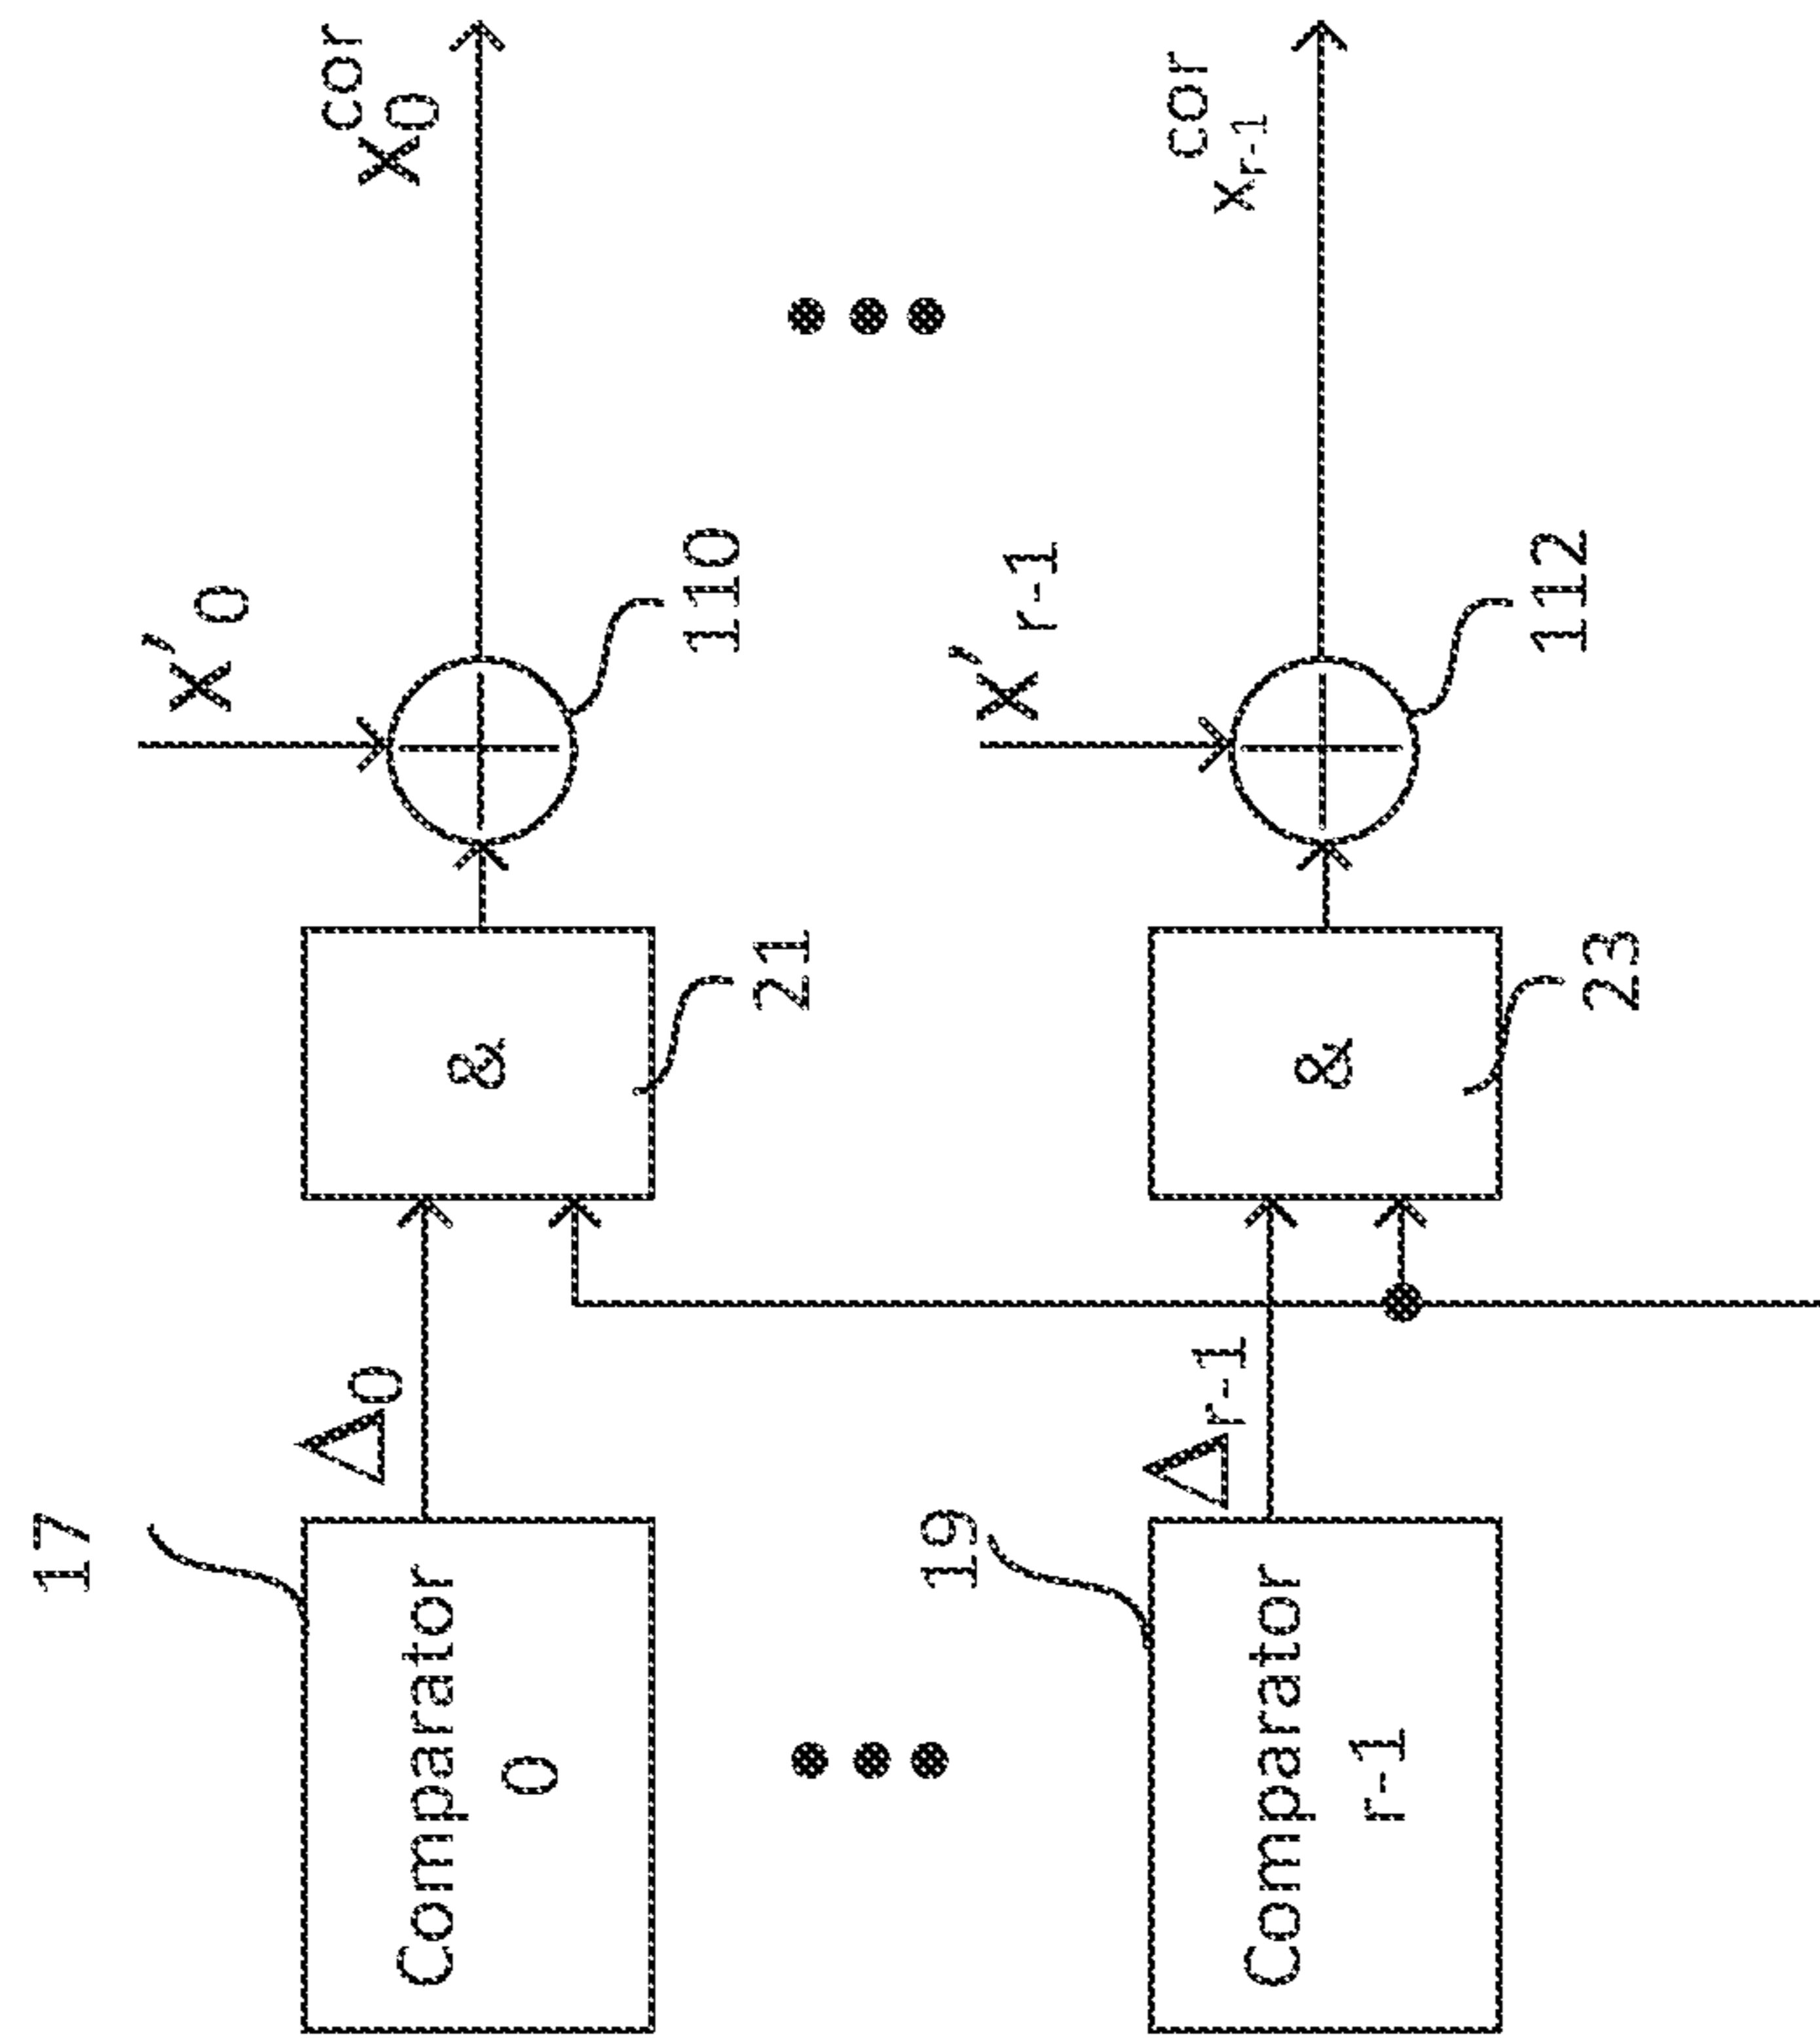 17
Comparator
0
Δ0
&
21
x'0
110
x0cor
19
Comparator
r-1
Δr-1
&
23
x'r-1
112
xr-1cor